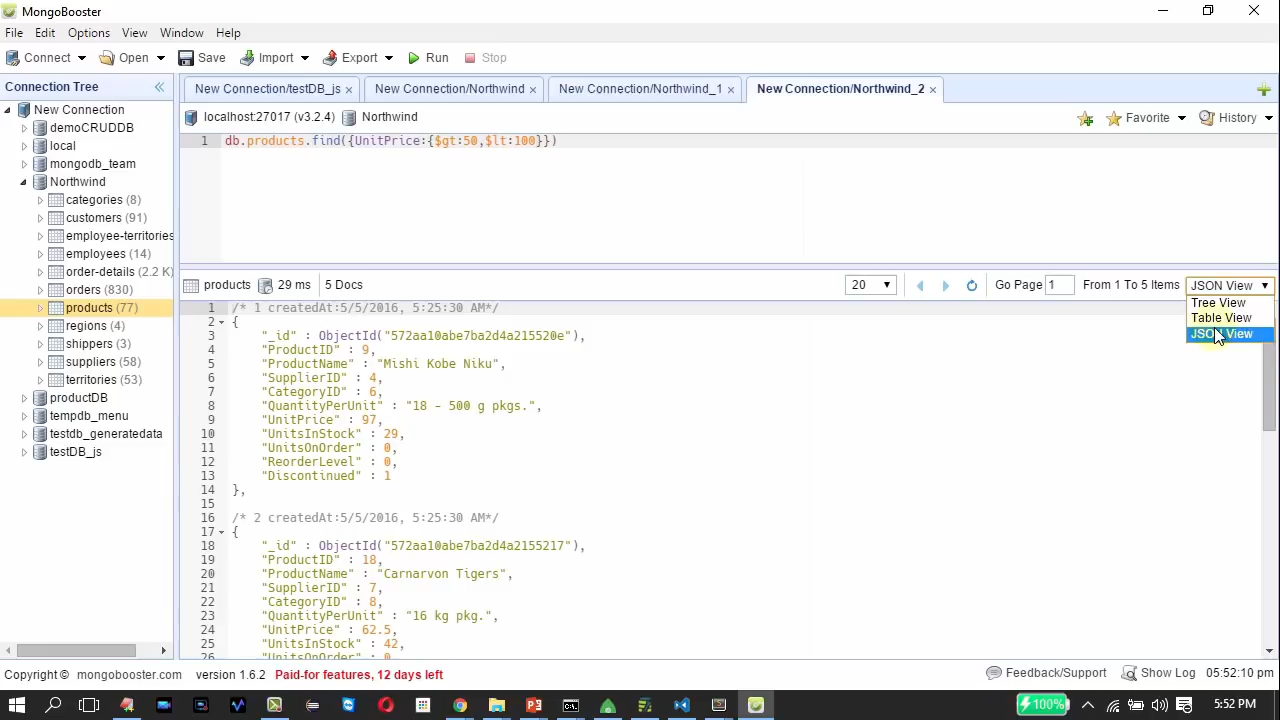 MongoBooster
File Edit Options View Window Help
Connect Open Save Import Export Run Stop
Connection Tree
New Connection/testDB_js × New Connection/Northwind × New Connection/Northwind_1 × New Connection/Northwind_2 ×
New Connection
demoCRUDDB
local
mongodb_team
Northwind
categories (8)
customers (91)
employee-territories
employees (14)
order-details (2.2 K)
orders (830)
products (77)
regions (4)
shippers (3)
suppliers (62)
territories (53)
productDB
tempdb_menu
testdb_generatedata
testDB_js
localhost:27017 (v3.2.4) Northwind Favorite History
1 db.products.find({UnitPrice:{$gt:50,$lt:100}})
products 29 ms 5 Docs 20 Go Page 1 From 1 To 5 Items JSON View
Tree View
Table View
JSON View
1 /* 1 createdAt:5/5/2016, 5:25:30 AM*/
2 {
3 "_id" : ObjectId("572aa10abe7ba2d4a215520e"),
4 "ProductID" : 9,
5 "ProductName" : "Mishi Kobe Niku",
6 "SupplierID" : 4,
7 "CategoryID" : 6,
8 "QuantityPerUnit" : "18 - 500 g pkgs.",
9 "UnitPrice" : 97,
10 "UnitsInStock" : 29,
11 "UnitsOnOrder" : 0,
12 "ReorderLevel" : 0,
13 "Discontinued" : 1
14 },
15
16 /* 2 createdAt:5/5/2016, 5:25:30 AM*/
17 {
18 "_id" : ObjectId("572aa10abe7ba2d4a2155217"),
19 "ProductID" : 18,
20 "ProductName" : "Carnarvon Tigers",
21 "SupplierID" : 7,
22 "CategoryID" : 8,
23 "QuantityPerUnit" : "16 kg pkg.",
24 "UnitPrice" : 62.5,
25 "UnitsInStock" : 42,
26 "UnitsOnOrder" : 0
Copyright © mongobooster.com version 1.6.2 Paid-for features, 12 days left Feedback/Support Show Log 05:52:10 pm
100% 5:52 PM